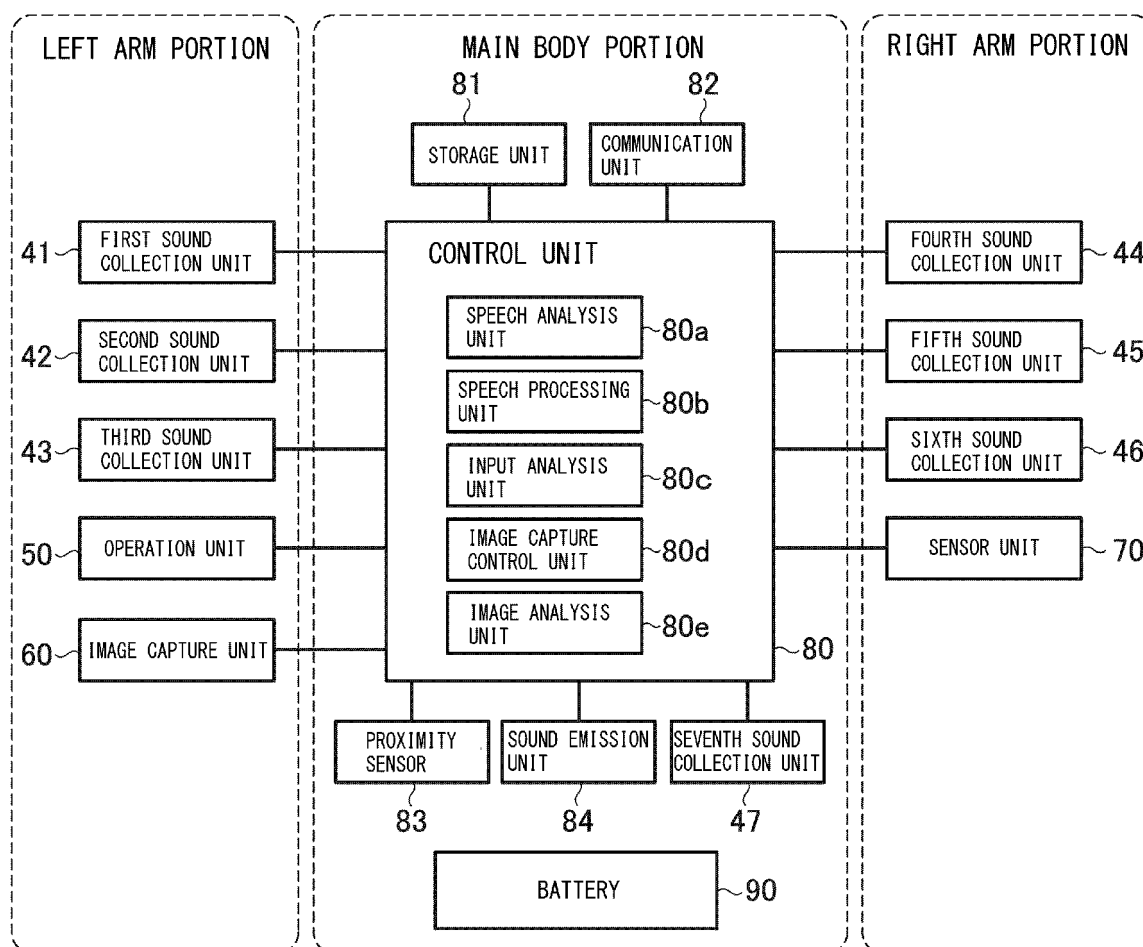 LEFT ARM PORTION
41
FIRST SOUND
COLLECTION UNIT
42
SECOND SOUND
COLLECTION UNIT
43
THIRD SOUND
COLLECTION UNIT
50
OPERATION UNIT
60
IMAGE CAPTURE UNIT
MAIN BODY PORTION
81
82
STORAGE UNIT
COMMUNICATION
UNIT
CONTROL UNIT
SPEECH ANALYSIS
UNIT
80a
SPEECH PROCESSING
UNIT
80b
INPUT ANALYSIS
UNIT
80c
IMAGE CAPTURE
CONTROL UNIT
80d
IMAGE ANALYSIS
UNIT
80e
80
PROXIMITY
SENSOR
83
SOUND EMISSION
UNIT
84
SEVENTH SOUND
COLLECTION UNIT
47
BATTERY
90
RIGHT ARM PORTION
FOURTH SOUND
COLLECTION UNIT
44
FIFTH SOUND
COLLECTION UNIT
45
SIXTH SOUND
COLLECTION UNIT
46
SENSOR UNIT
70